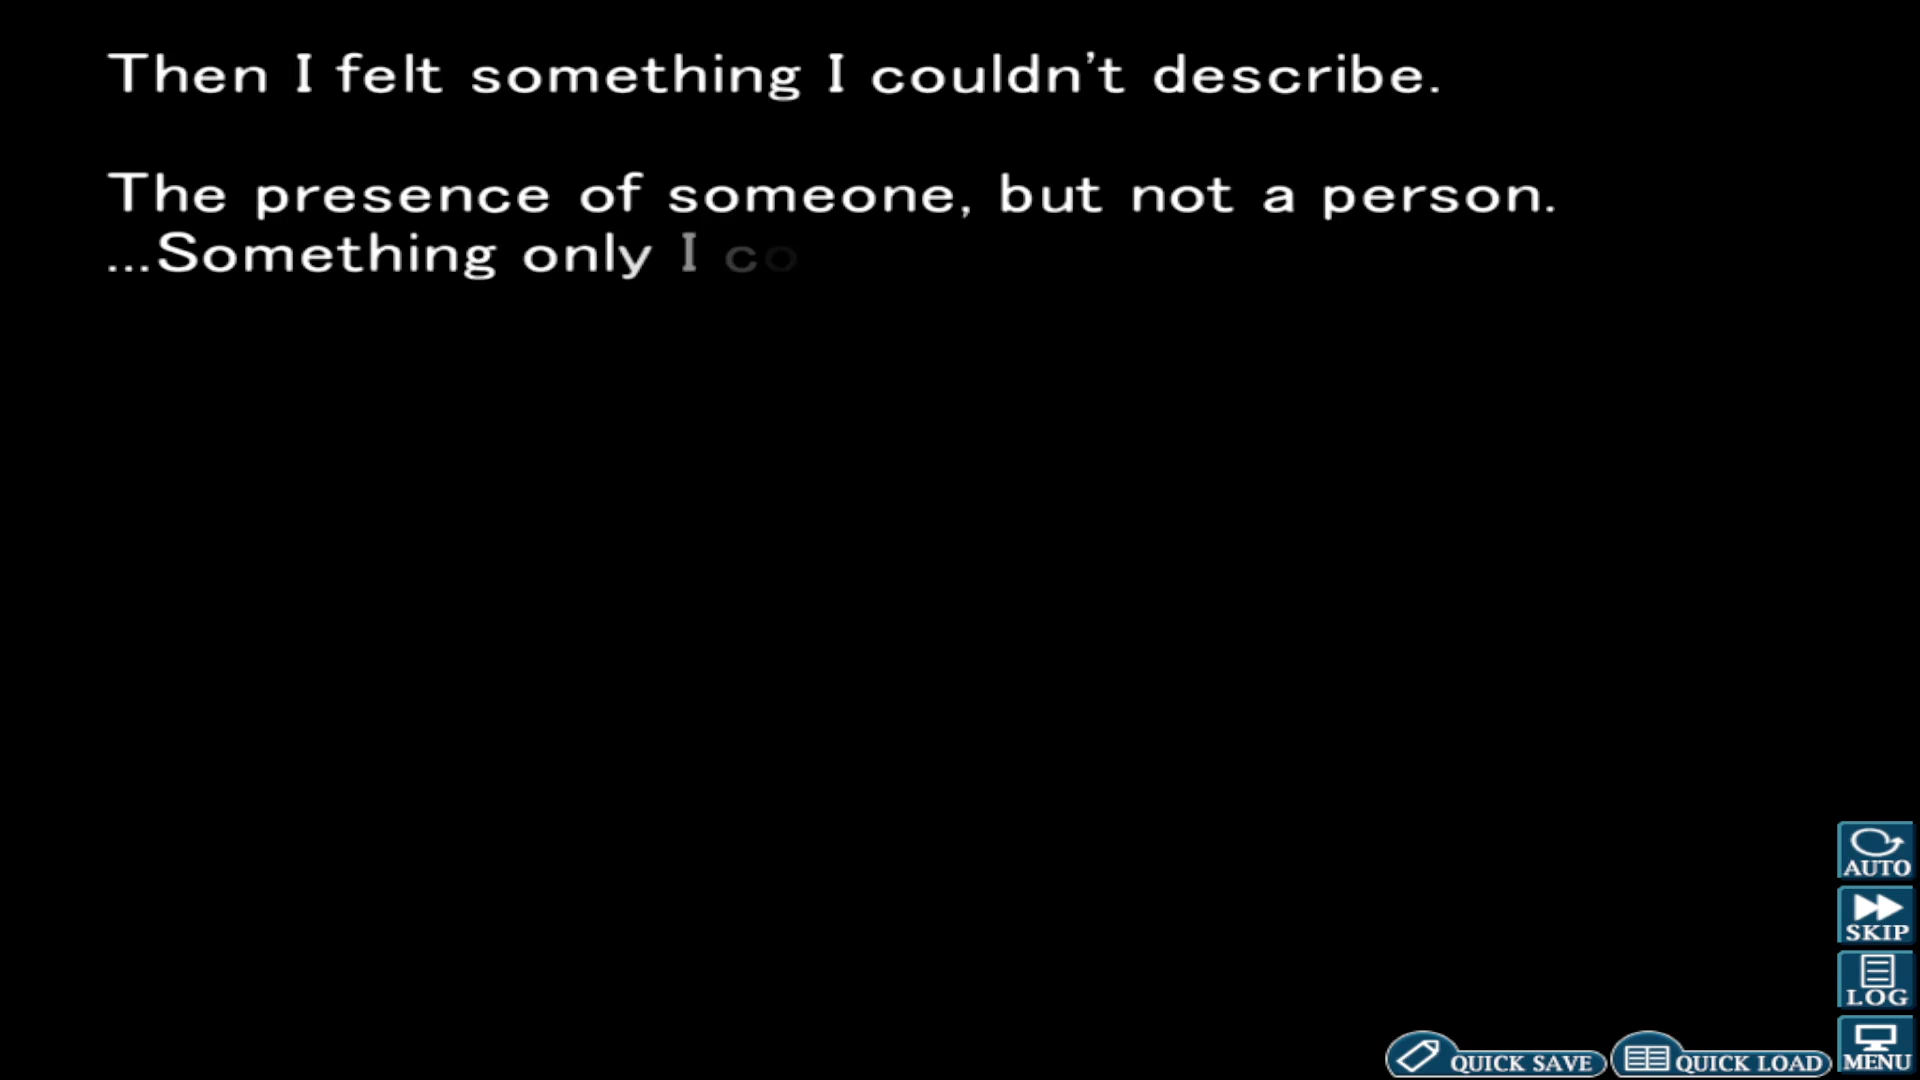 Then I felt something I couldn't describe.
The presence of someone, but not a person.
...Something only I co
AUTO
SKIP
LOG
MENU
QUICK SAVE
QUICK LOAD